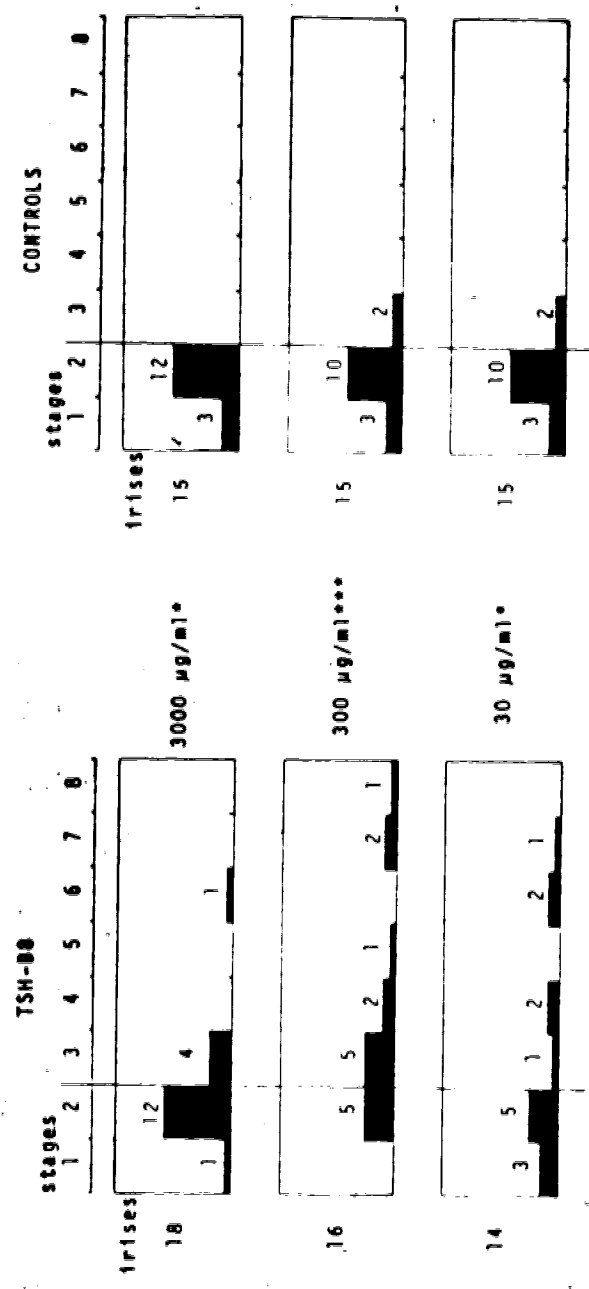 TSH-B8 CONTROLS
stages 1 2 3 4 5 6 7 8 stages 1 2 3 4 5 6 7 8
irises irises
18 1 12 4 1 3000 µg/ml* 15 3 12
16 5 5 2 1 2 1 300 µg/ml*** 15 3 10 2
14 3 5 1 2 2 1 30 µg/ml* 15 3 10 2